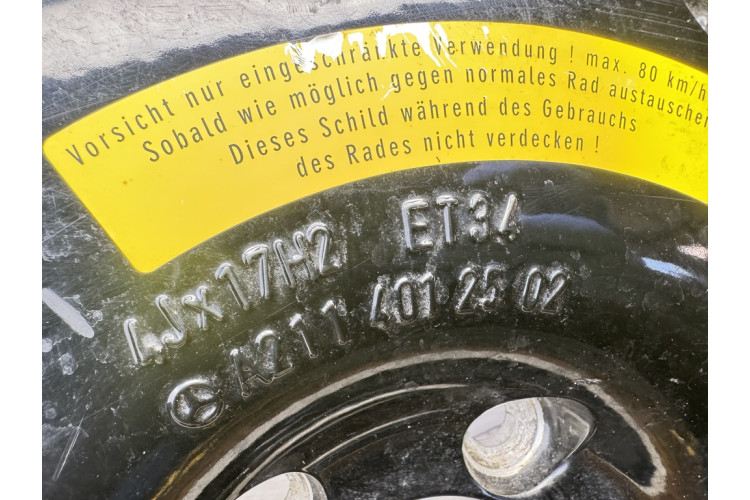 Vorsicht nur eingeschränkte Verwendung ! max. 80 km/h
Sobald wie möglich gegen normales Rad austauschen
Dieses Schild während des Gebrauchs
des Rades nicht verdecken !
4Jx17H2 ET34
A211 401 25 02